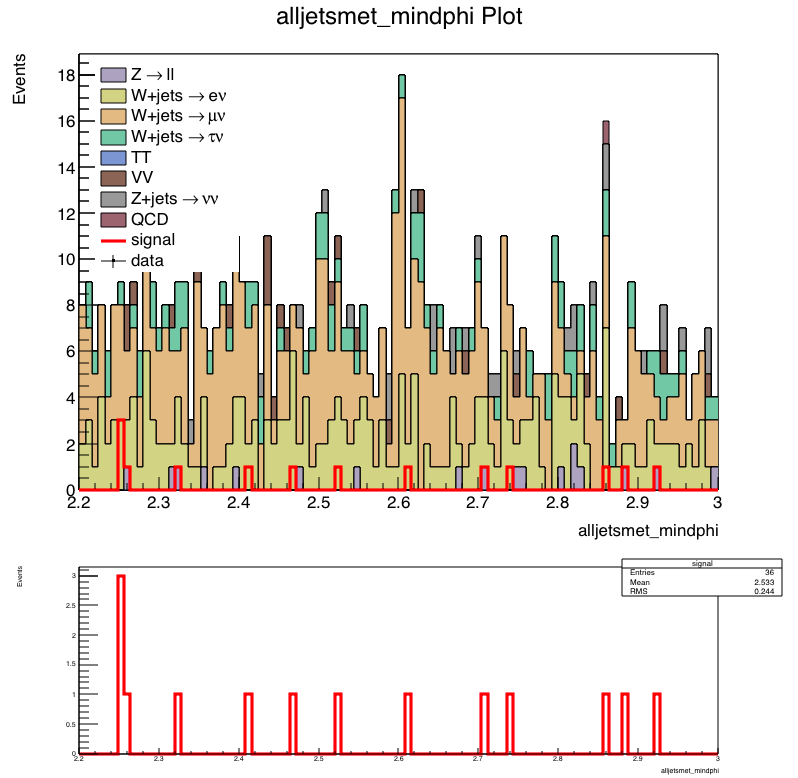 alljetsmet_mindphi Plot
Events
18
16
14
12
10
8
6
4
2
0
Z → ll
W+jets → eν
W+jets → μν
W+jets → τν
TT
VV
Z+jets → νν
QCD
signal
data
2.2 2.3 2.4 2.5 2.6 2.7 2.8 2.9 3
alljetsmet_mindphi
Events
signal
Entries 36
Mean 2.533
RMS 0.244
3
2.5
2
1.5
1
0.5
0
2.2 2.3 2.4 2.5 2.6 2.7 2.8 2.9 3
alljetsmet_mindphi